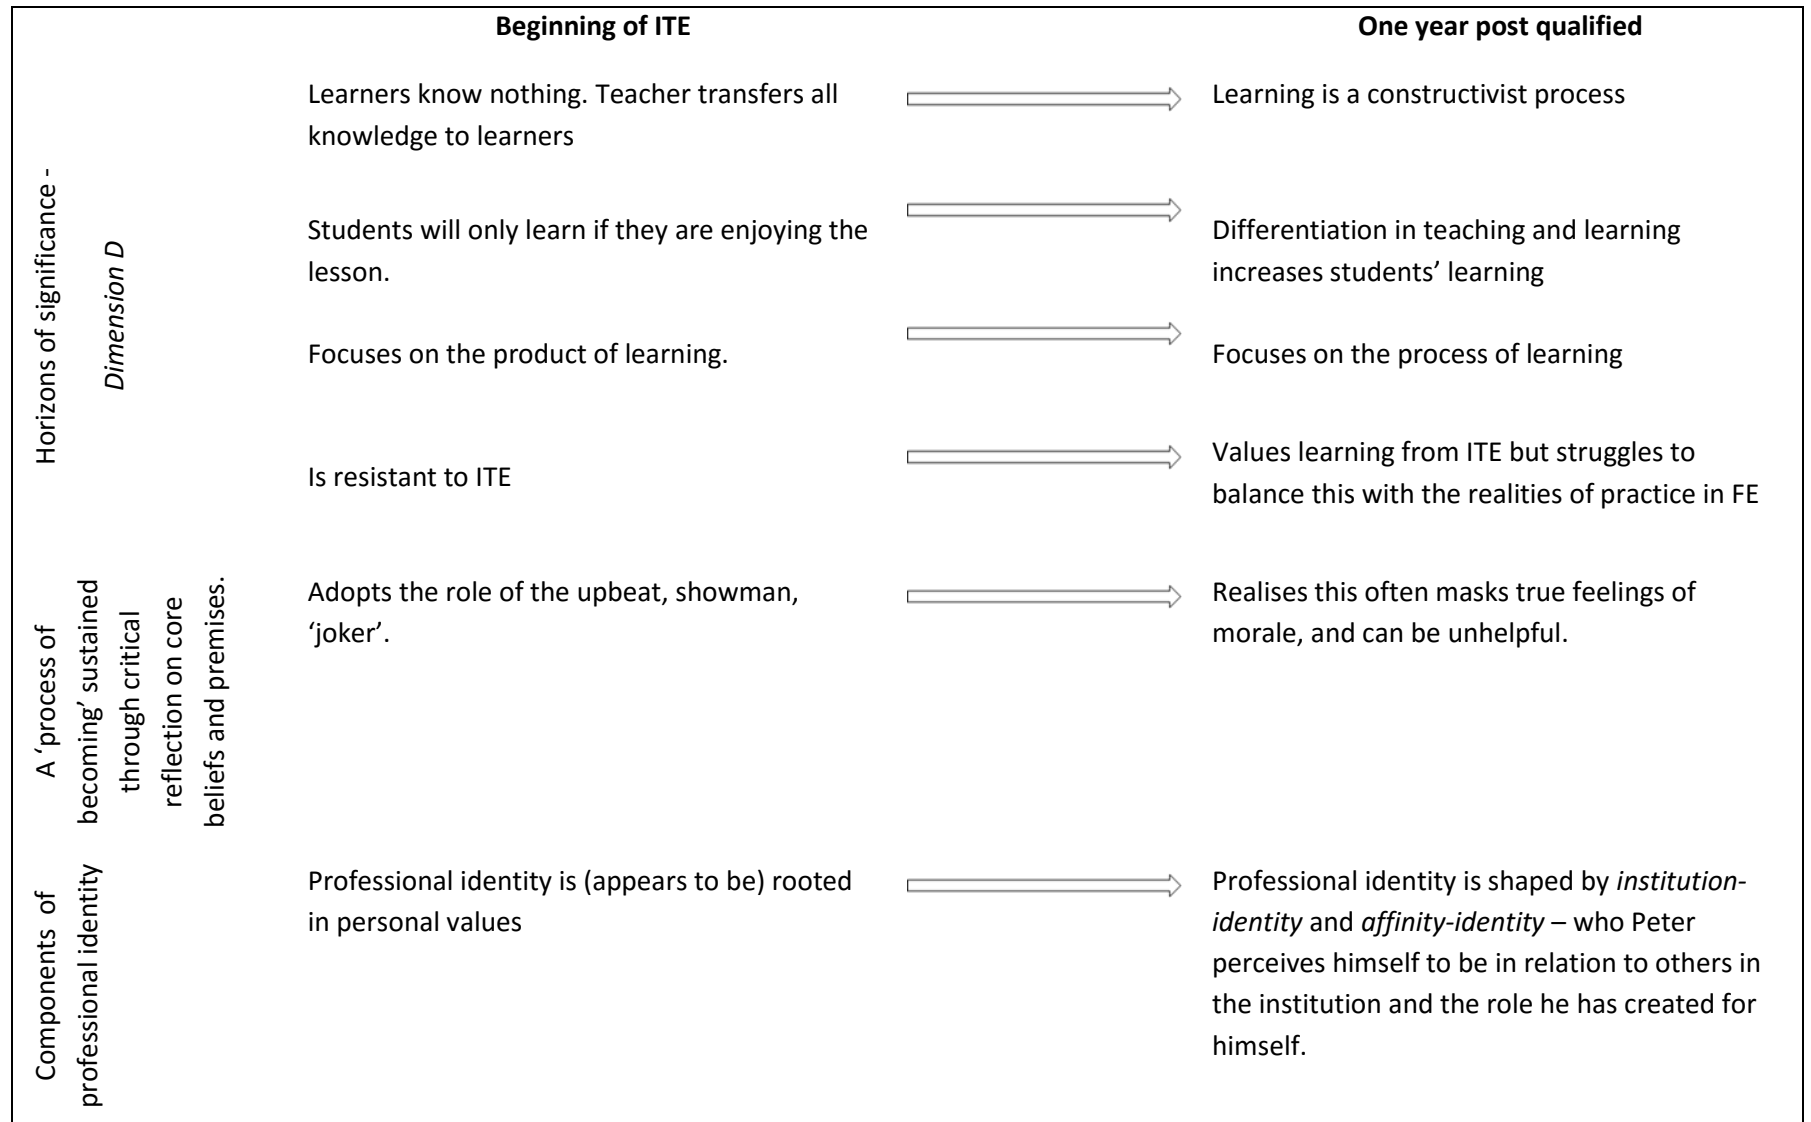 Beginning of ITE
One year post qualified
Horizons of significance -
Dimension D
Learners know nothing. Teacher transfers all
knowledge to learners
Learning is a constructivist process
Students will only learn if they are enjoying the
lesson.
Differentiation in teaching and learning
increases students’ learning
Focuses on the product of learning.
Focuses on the process of learning
Is resistant to ITE
Values learning from ITE but struggles to
balance this with the realities of practice in FE
A ‘process of
becoming’ sustained
through critical
reflection on core
beliefs and premises.
Adopts the role of the upbeat, showman,
‘joker’.
Realises this often masks true feelings of
morale, and can be unhelpful.
Components of
professional identity
Professional identity is (appears to be) rooted
in personal values
Professional identity is shaped by institution-
identity and affinity-identity – who Peter
perceives himself to be in relation to others in
the institution and the role he has created for
himself.